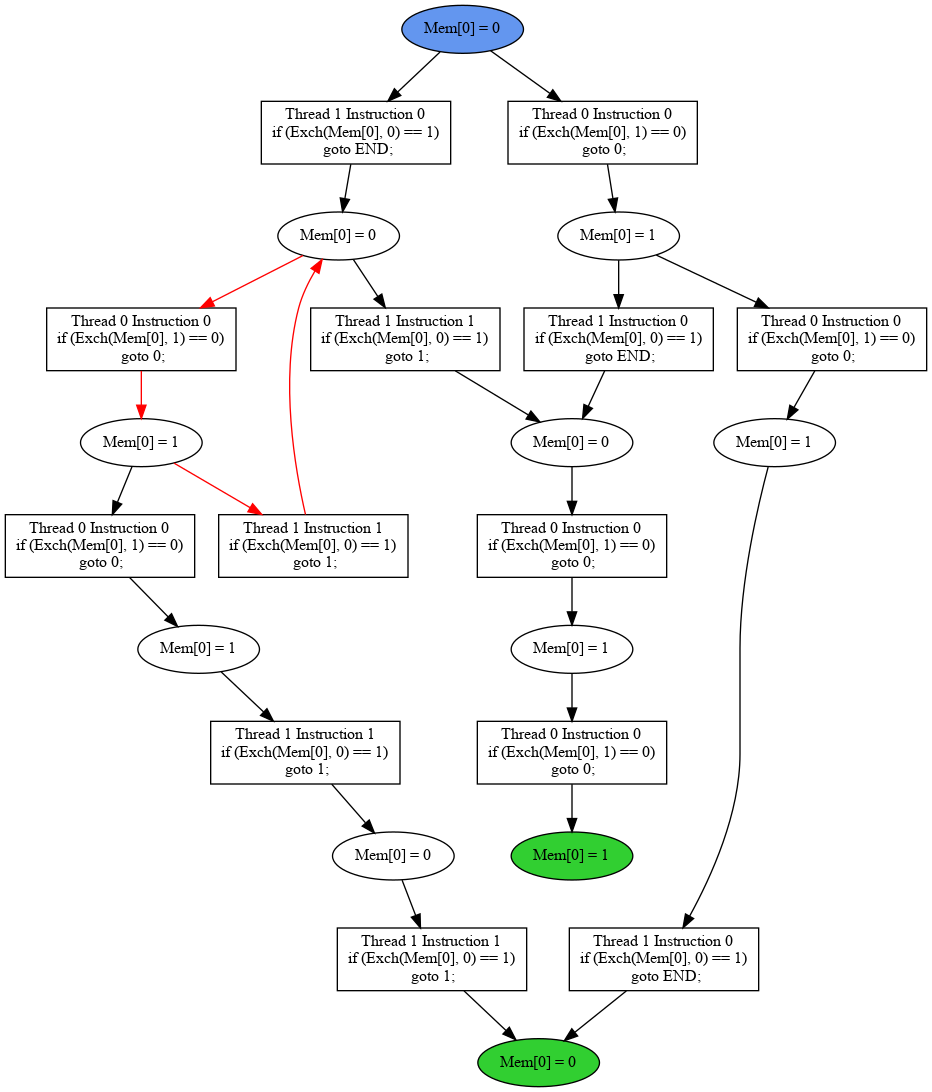 Mem[0] = 0
Thread 1 Instruction 0
if (Exch(Mem[0], 0) == 1)
goto END;
Thread 0 Instruction 0
if (Exch(Mem[0], 1) == 0)
goto 0;
Mem[0] = 0
Mem[0] = 1
Thread 0 Instruction 0
if (Exch(Mem[0], 1) == 0)
goto 0;
Thread 1 Instruction 1
if (Exch(Mem[0], 0) == 1)
goto 1;
Thread 1 Instruction 0
if (Exch(Mem[0], 0) == 1)
goto END;
Thread 0 Instruction 0
if (Exch(Mem[0], 1) == 0)
goto 0;
Mem[0] = 1
Mem[0] = 0
Mem[0] = 1
Thread 0 Instruction 0
if (Exch(Mem[0], 1) == 0)
goto 0;
Thread 1 Instruction 1
if (Exch(Mem[0], 0) == 1)
goto 1;
Thread 0 Instruction 0
if (Exch(Mem[0], 1) == 0)
goto 0;
Mem[0] = 1
Mem[0] = 1
Thread 1 Instruction 1
if (Exch(Mem[0], 0) == 1)
goto 1;
Thread 0 Instruction 0
if (Exch(Mem[0], 1) == 0)
goto 0;
Mem[0] = 0
Mem[0] = 1
Thread 1 Instruction 1
if (Exch(Mem[0], 0) == 1)
goto 1;
Thread 1 Instruction 0
if (Exch(Mem[0], 0) == 1)
goto END;
Mem[0] = 0